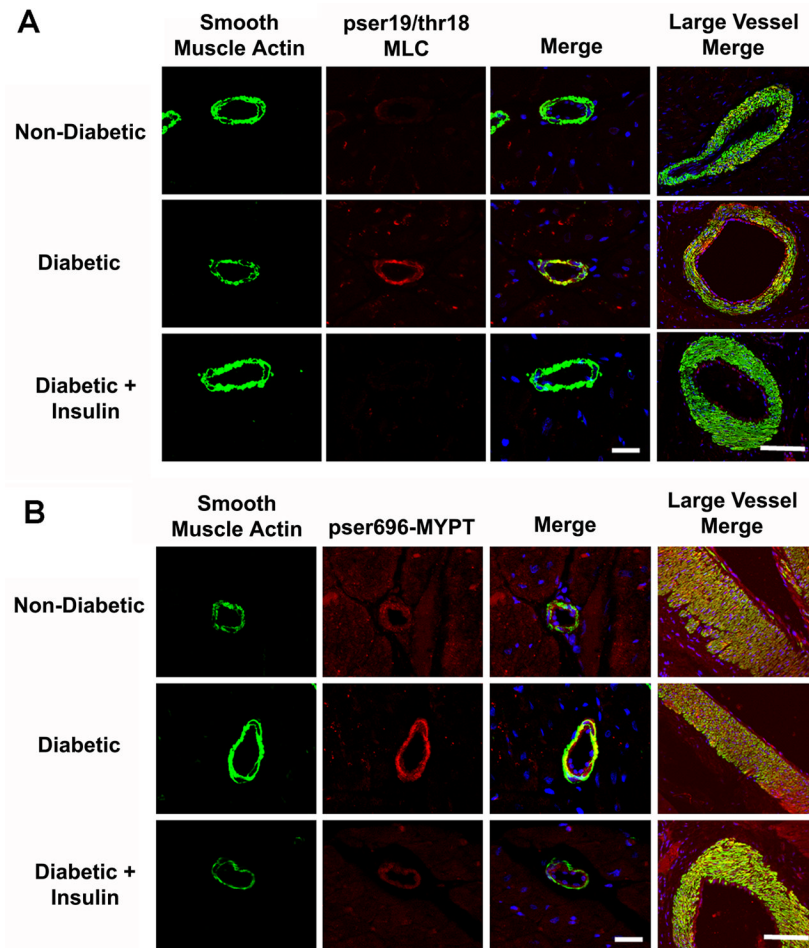 A
Smooth
Muscle Actin
pser19/thr18
MLC
Merge
Large Vessel
Merge
Non-Diabetic
Diabetic
Diabetic +
Insulin
B
Smooth
Muscle Actin
pser696-MYPT
Merge
Large Vessel
Merge
Non-Diabetic
Diabetic
Diabetic +
Insulin